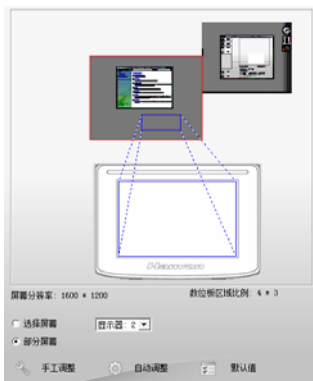 Hanvon
屏幕分辨率: 1600 * 1200
数位板区域比例: 4 * 3
选择屏幕
显示器: 2
部分屏幕
手工调整
自动调整
默认值